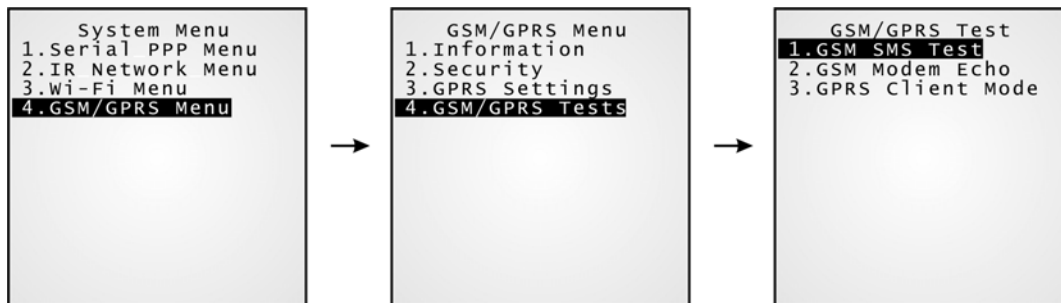 System Menu
1.Serial PPP Menu
2.IR Network Menu
3.Wi-Fi Menu
4.GSM/GPRS Menu
GSM/GPRS Menu
1.Information
2.Security
3.GPRS Settings
4.GSM/GPRS Tests
GSM/GPRS Test
1.GSM SMS Test
2.GSM Modem Echo
3.GPRS Client Mode